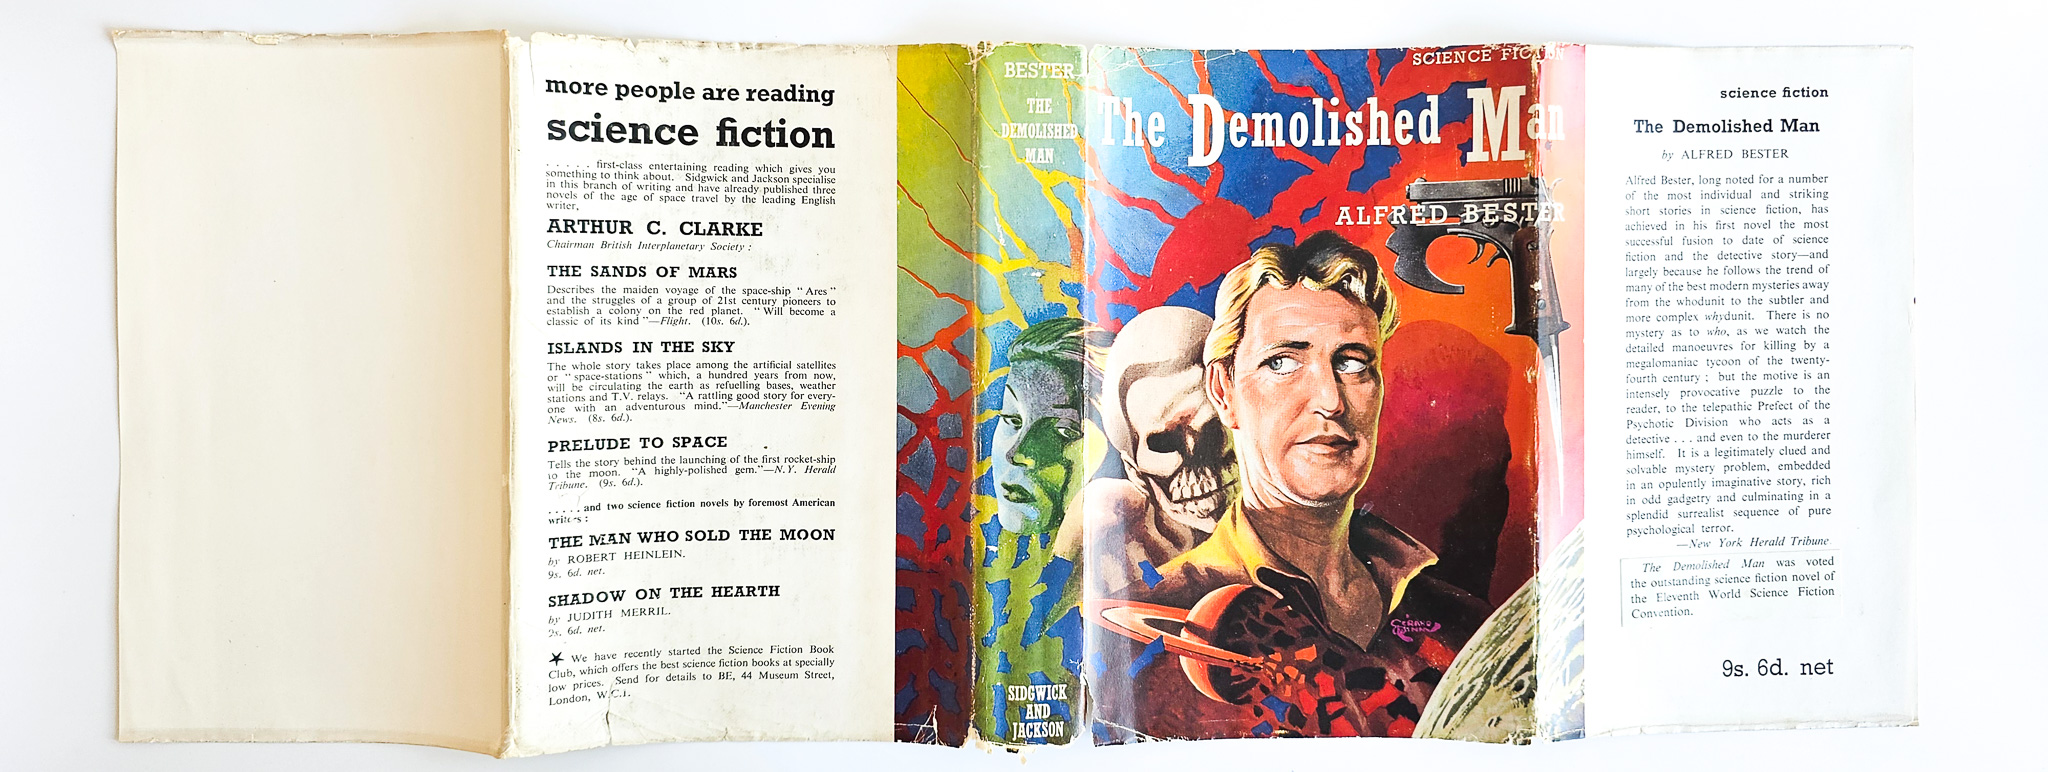 more people are reading
science fiction
. . . . . first-class entertaining reading which gives you
something to think about. Sidgwick and Jackson specialise
in this branch of writing and have already published three
novels of the age of space travel by the leading English
writer,
ARTHUR C. CLARKE
Chairman British Interplanetary Society :
THE SANDS OF MARS
Describes the maiden voyage of the space-ship “ Ares ”
and the struggles of a group of 21st century pioneers to
establish a colony on the red planet. “ Will become a
classic of its kind ”—Flight. (10s. 6d.).
ISLANDS IN THE SKY
The whole story takes place among the artificial satellites
or “ space-stations ” which, a hundred years from now,
will be circulating the earth as refuelling bases, weather
stations and T.V. relays. “A rattling good story for every-
one with an adventurous mind.”—Manchester Evening
News. (8s. 6d.).
PRELUDE TO SPACE
Tells the story behind the launching of the first rocket-ship
to the moon. “A highly-polished gem.”—N.Y. Herald
Tribune. (9s. 6d.).
. . . . . and two science fiction novels by foremost American
writers :
THE MAN WHO SOLD THE MOON
by ROBERT HEINLEIN.
9s. 6d. net.
SHADOW ON THE HEARTH
by JUDITH MERRIL.
9s. 6d. net.
★ We have recently started the Science Fiction Book
Club, which offers the best science fiction books at specially
low prices. Send for details to BE, 44 Museum Street,
London, W.C.1.
BESTER
THE
DEMOLISHED
MAN
SIDGWICK
AND
JACKSON
SCIENCE FICTION
The Demolished Man
ALFRED BESTER
GERARD
QUINN
science fiction
The Demolished Man
by ALFRED BESTER
Alfred Bester, long noted for a number
of the most individual and striking
short stories in science fiction, has
achieved in his first novel the most
successful fusion to date of science
fiction and the detective story—and
largely because he follows the trend of
many of the best modern mysteries away
from the whodunit to the subtler and
more complex whydunit. There is no
mystery as to who, as we watch the
detailed manoeuvres for killing by a
megalomaniac tycoon of the twenty-
fourth century ; but the motive is an
intensely provocative puzzle to the
reader, to the telepathic Prefect of the
Psychotic Division who acts as a
detective . . . and even to the murderer
himself. It is a legitimately clued and
solvable mystery problem, embedded
in an opulently imaginative story, rich
in odd gadgetry and culminating in a
splendid surrealist sequence of pure
psychological terror.
—New York Herald Tribune
The Demolished Man was voted
the outstanding science fiction novel of
the Eleventh World Science Fiction
Convention.
9s. 6d. net